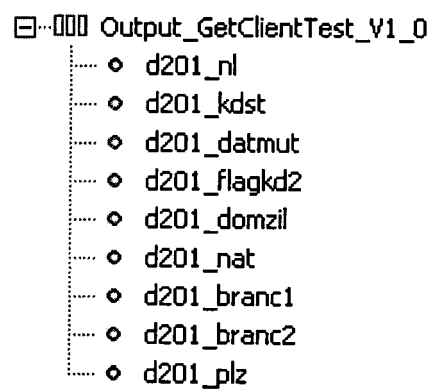 Output_GetClientTest_V1_0
d201_nl
d201_kdst
d201_datmut
d201_flagkd2
d201_domzil
d201_nat
d201_branc1
d201_branc2
d201_plz